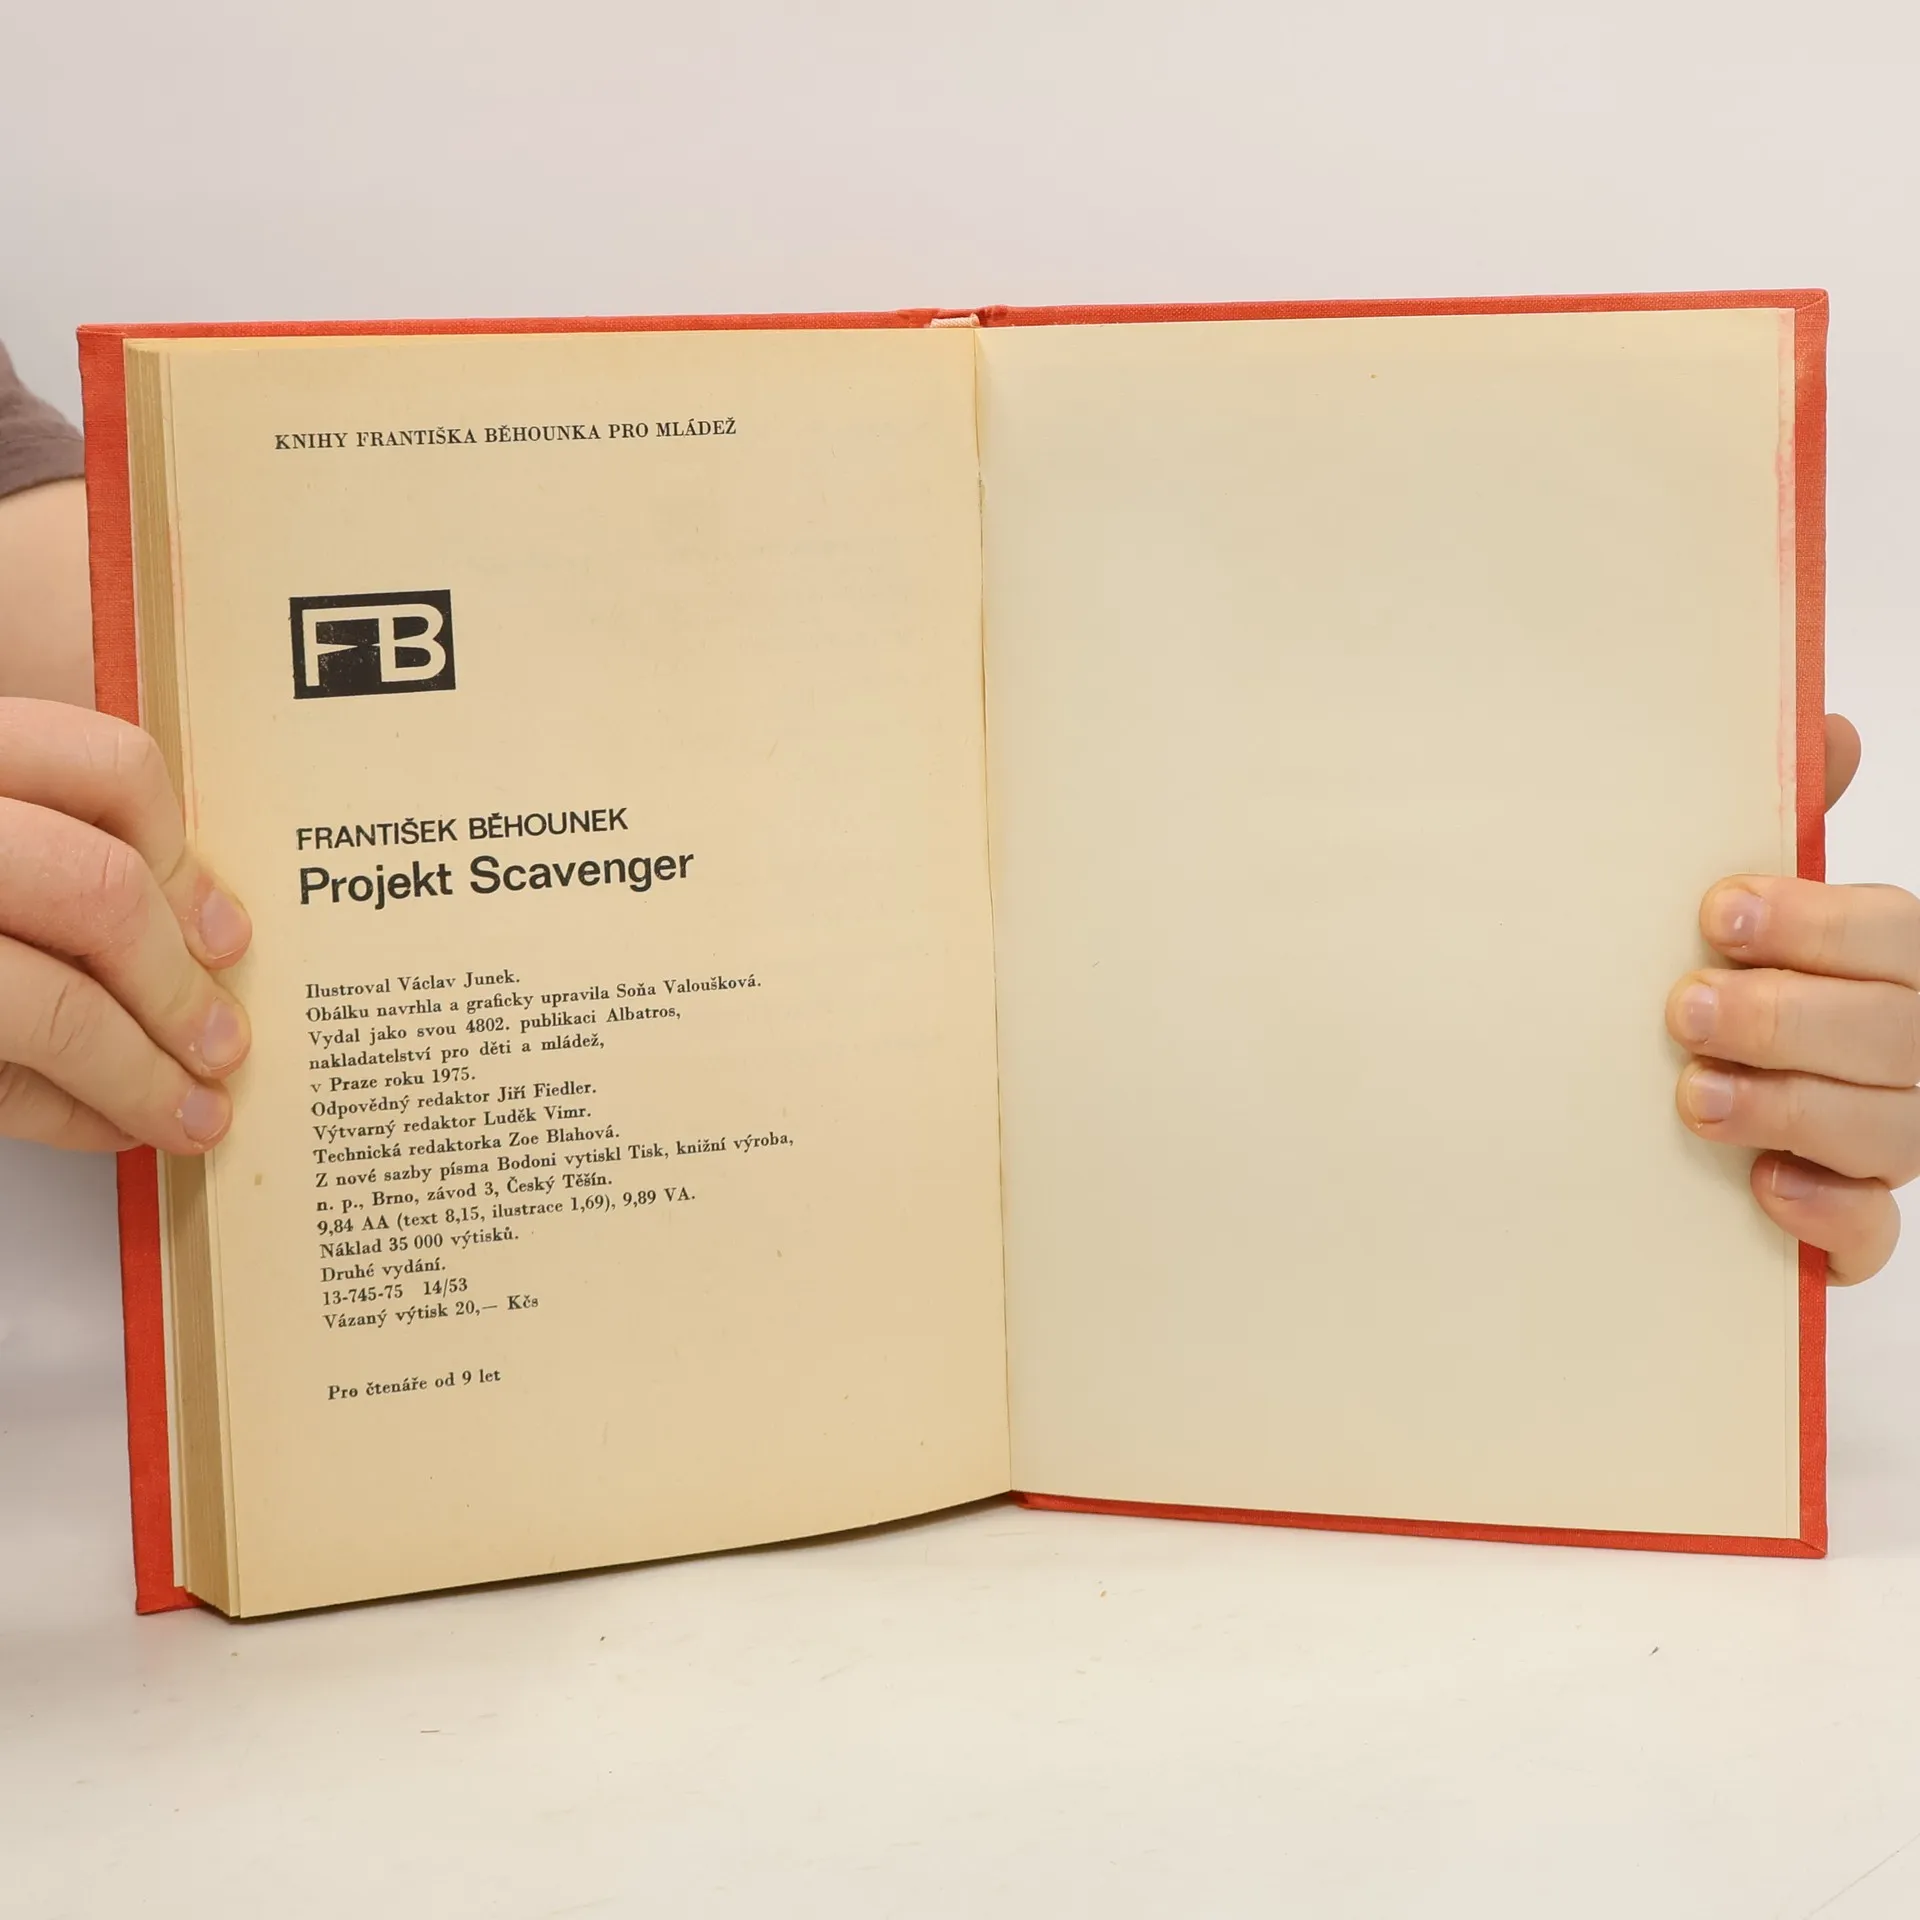 KNIHY FRANTIŠKA BĚHOUNKA PRO MLÁDEŽ
FB
FRANTIŠEK BĚHOUNEK
Projekt Scavenger
Ilustroval Václav Junek.
Obálku navrhla a graficky upravila Soňa Valoušková.
Vydal jako svou 4802. publikaci Albatros,
nakladatelství pro děti a mládež,
v Praze roku 1975.
Odpovědný redaktor Jiří Fiedler.
Výtvarný redaktor Luděk Vimr.
Technická redaktorka Zoe Blahová.
Z nové sazby písma Bodoni vytiskl Tisk, knižní výroba,
n. p., Brno, závod 3, Český Těšín.
9,84 AA (text 8,15, ilustrace 1,69), 9,89 VA.
Náklad 35 000 výtisků.
Druhé vydání.
13-745-75 14/53
Vázaný výtisk 20,— Kčs
Pro čtenáře od 9 let